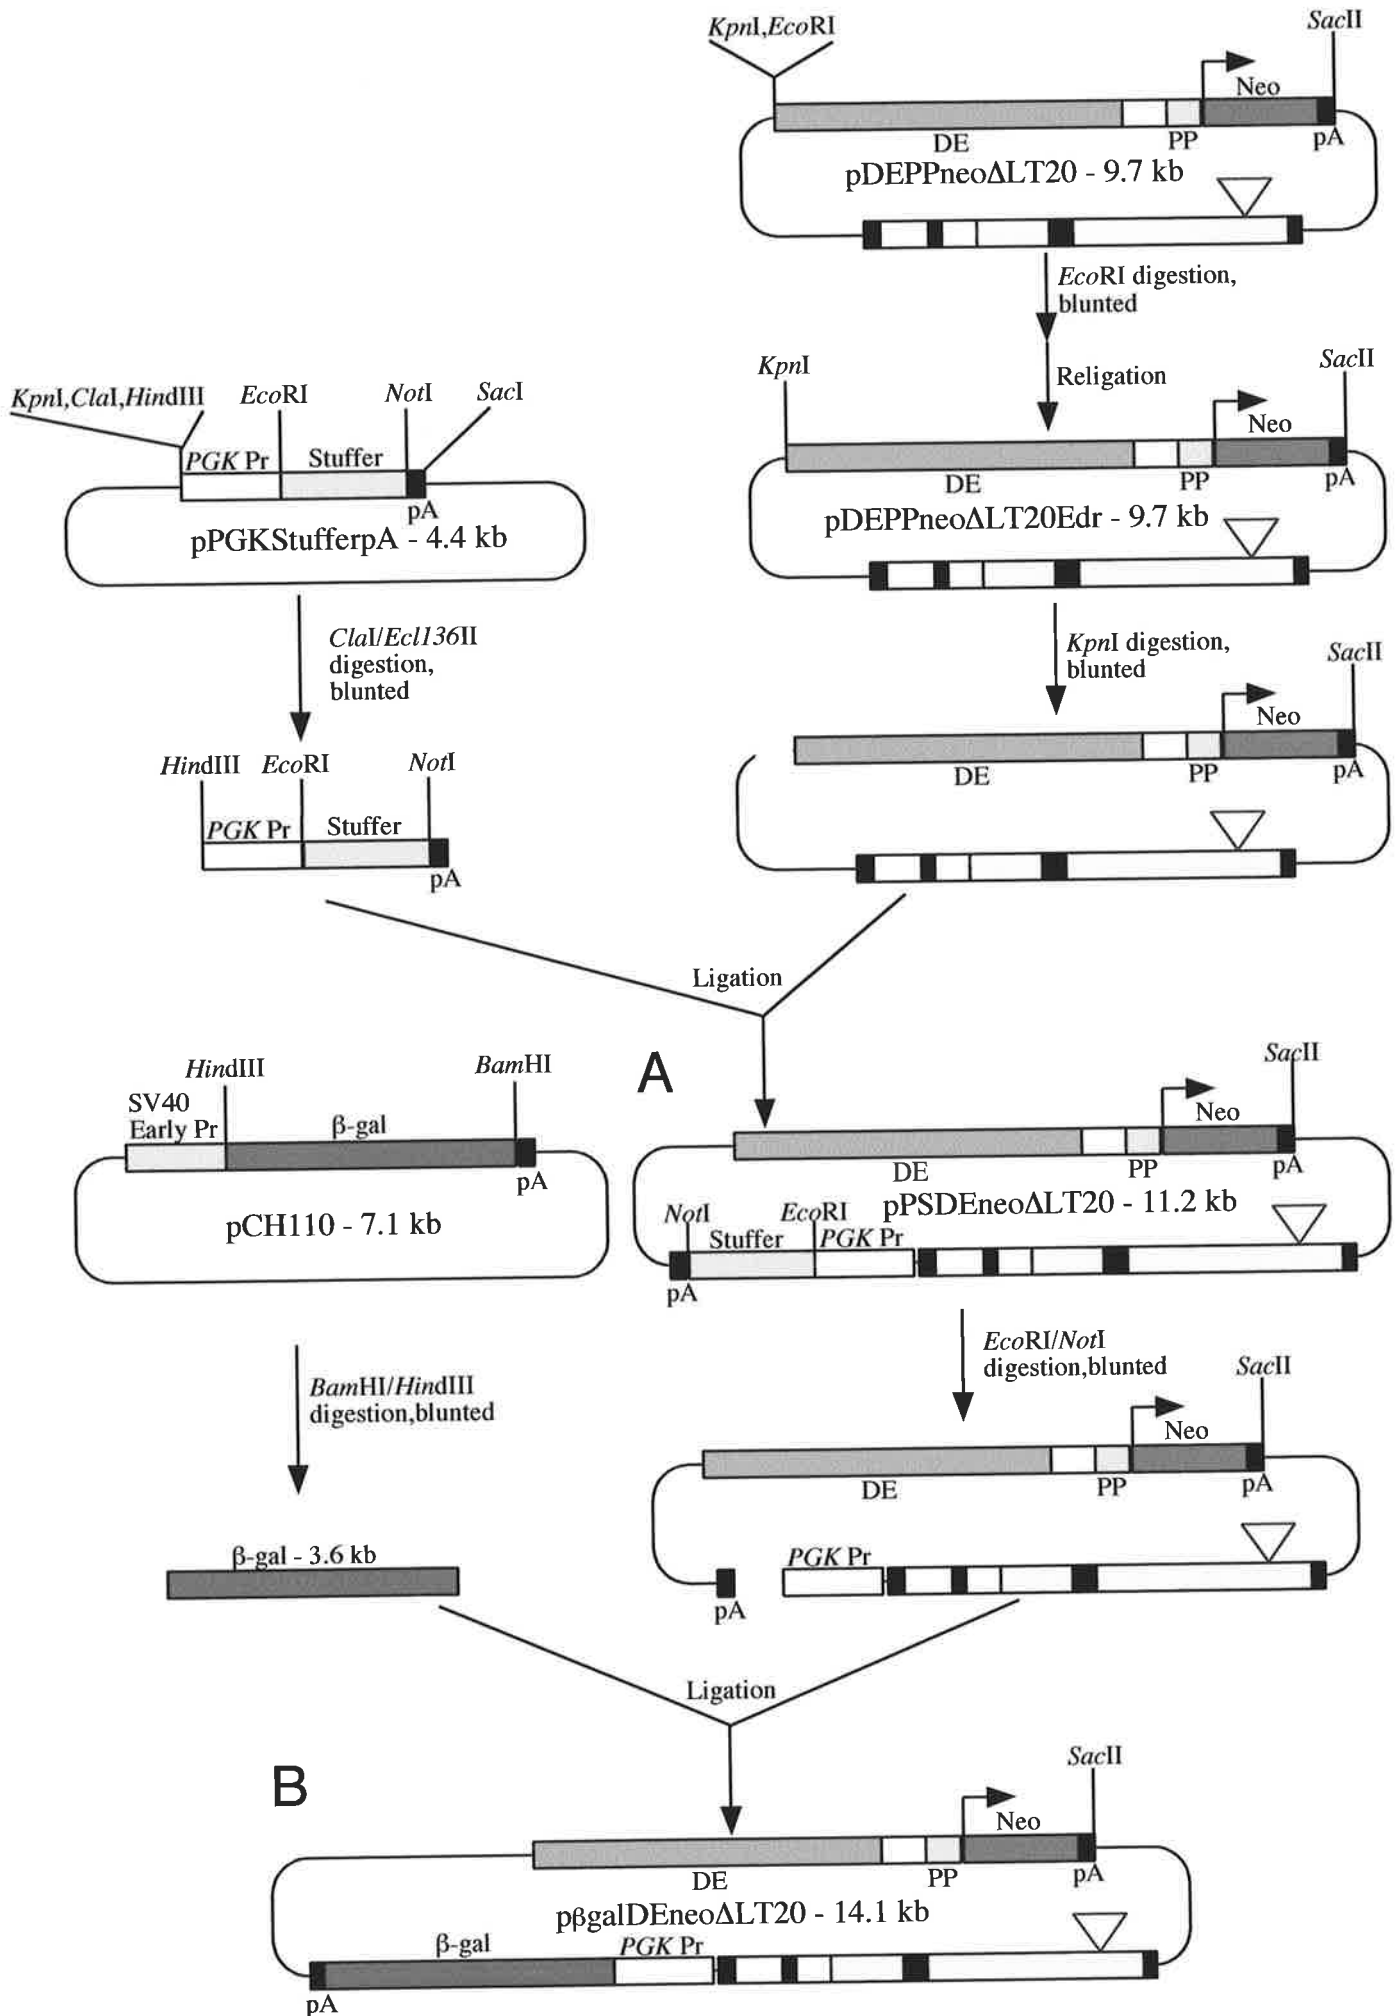 KpnI,EcoRI
SacII
Neo
DE
PP
pA
pDEPPneoΔLT20 - 9.7 kb
EcoRI digestion,
blunted
Religation
KpnI
SacII
Neo
DE
PP
pA
pDEPPneoΔLT20Edr - 9.7 kb
KpnI digestion,
blunted
SacII
Neo
DE
PP
pA
KpnI,ClaI,HindIII
EcoRI
NotI
SacI
PGK Pr
Stuffer
pA
pPGKStufferpA - 4.4 kb
ClaI/Ecl136II
digestion,
blunted
HindIII
EcoRI
NotI
PGK Pr
Stuffer
pA
Ligation
A
HindIII
BamHI
SV40
Early Pr
β-gal
pA
pCH110 - 7.1 kb
BamHI/HindIII
digestion,blunted
β-gal - 3.6 kb
SacII
Neo
DE
PP
pA
pPSDEneoΔLT20 - 11.2 kb
NotI
EcoRI
Stuffer
PGK Pr
pA
EcoRI/NotI
digestion,blunted
SacII
Neo
DE
PP
pA
PGK Pr
pA
Ligation
B
SacII
Neo
DE
PP
pA
pβgalDEneoΔLT20 - 14.1 kb
β-gal
PGK Pr
pA